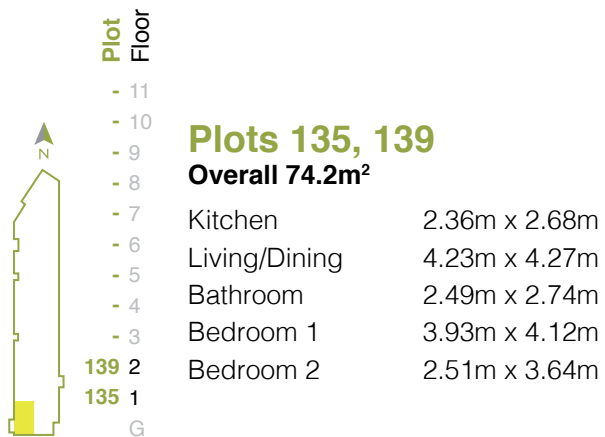 Plot Floor
- 11
- 10
- 9
- 8
- 7
- 6
- 5
- 4
- 3
139 2
135 1
G
N
Plots 135, 139
Overall 74.2m²
Kitchen 2.36m x 2.68m
Living/Dining 4.23m x 4.27m
Bathroom 2.49m x 2.74m
Bedroom 1 3.93m x 4.12m
Bedroom 2 2.51m x 3.64m